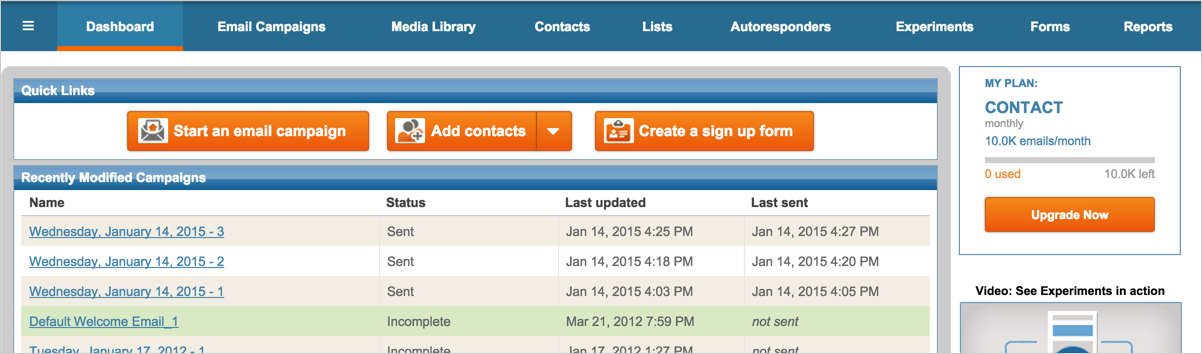 Dashboard Email Campaigns Media Library Contacts Lists Autoresponders Experiments Forms Reports
Quick Links
Start an email campaign Add contacts Create a sign up form
Recently Modified Campaigns
Name Status Last updated Last sent
Wednesday, January 14, 2015 - 3 Sent Jan 14, 2015 4:25 PM Jan 14, 2015 4:27 PM
Wednesday, January 14, 2015 - 2 Sent Jan 14, 2015 4:18 PM Jan 14, 2015 4:20 PM
Wednesday, January 14, 2015 - 1 Sent Jan 14, 2015 4:03 PM Jan 14, 2015 4:05 PM
Default Welcome Email_1 Incomplete Mar 21, 2012 7:59 PM not sent
Tuesday, January 17, 2012 - 1 Incomplete Jan 17, 2012 1:27 PM not sent
MY PLAN:
CONTACT
monthly
10.0K emails/month
0 used 10.0K left
Upgrade Now
Video: See Experiments in action